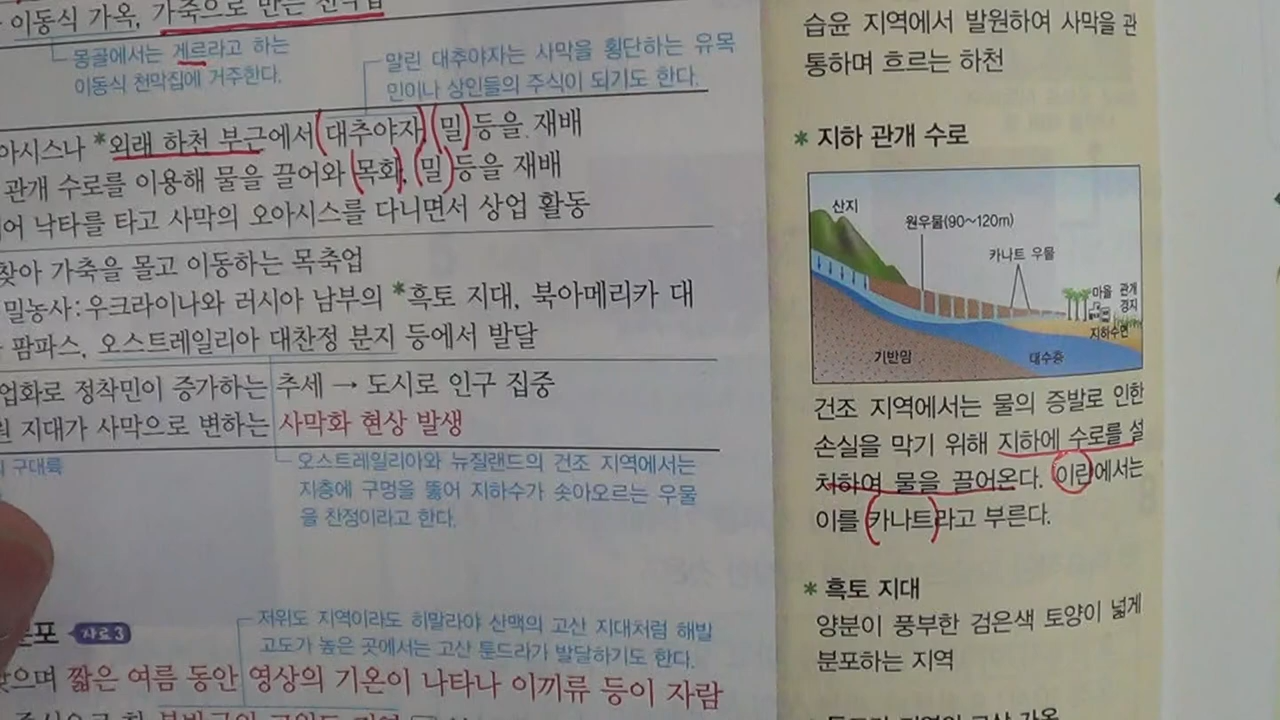 이동식 가옥, 가죽으로 만든
몽골에서는 게르라고 하는
이동식 천막집에 거주한다.
말린 대추야자는 사막을 횡단하는 유목
민이나 상인들의 주식이 되기도 한다.
아시스나 *외래 하천 부근에서 대추야자, 밀 등을 재배
관개 수로를 이용해 물을 끌어와 목화, 밀 등을 재배
어 낙타를 타고 사막의 오아시스를 다니면서 상업 활동
찾아 가축을 몰고 이동하는 목축업
밀농사: 우크라이나와 러시아 남부의 *흑토 지대, 북아메리카 대
팜파스, 오스트레일리아 대찬정 분지 등에서 발달
업화로 정착민이 증가하는 추세 → 도시로 인구 집중
원 지대가 사막으로 변하는 사막화 현상 발생
구대륙
오스트레일리아와 뉴질랜드의 건조 지역에서는
지층에 구멍을 뚫어 지하수가 솟아오르는 우물
을 찬정이라고 한다.
분포 자료3
저위도 지역이라도 히말라야 산맥의 고산 지대처럼 해발
고도가 높은 곳에서는 고산 툰드라가 발달하기도 한다.
짧은 여름 동안 영상의 기온이 나타나 이끼류 등이 자람
습윤 지역에서 발원하여 사막을 관
통하며 흐르는 하천
* 지하 관개 수로
산지
원우물(90~120m)
카나트 우물
마을 관개
경지
지하수면
기반암
대수층
건조 지역에서는 물의 증발로 인한
손실을 막기 위해 지하에 수로를 설
치하여 물을 끌어온다. 이란에서는
이를 카나트라고 부른다.
* 흑토 지대
양분이 풍부한 검은색 토양이 넓게
분포하는 지역